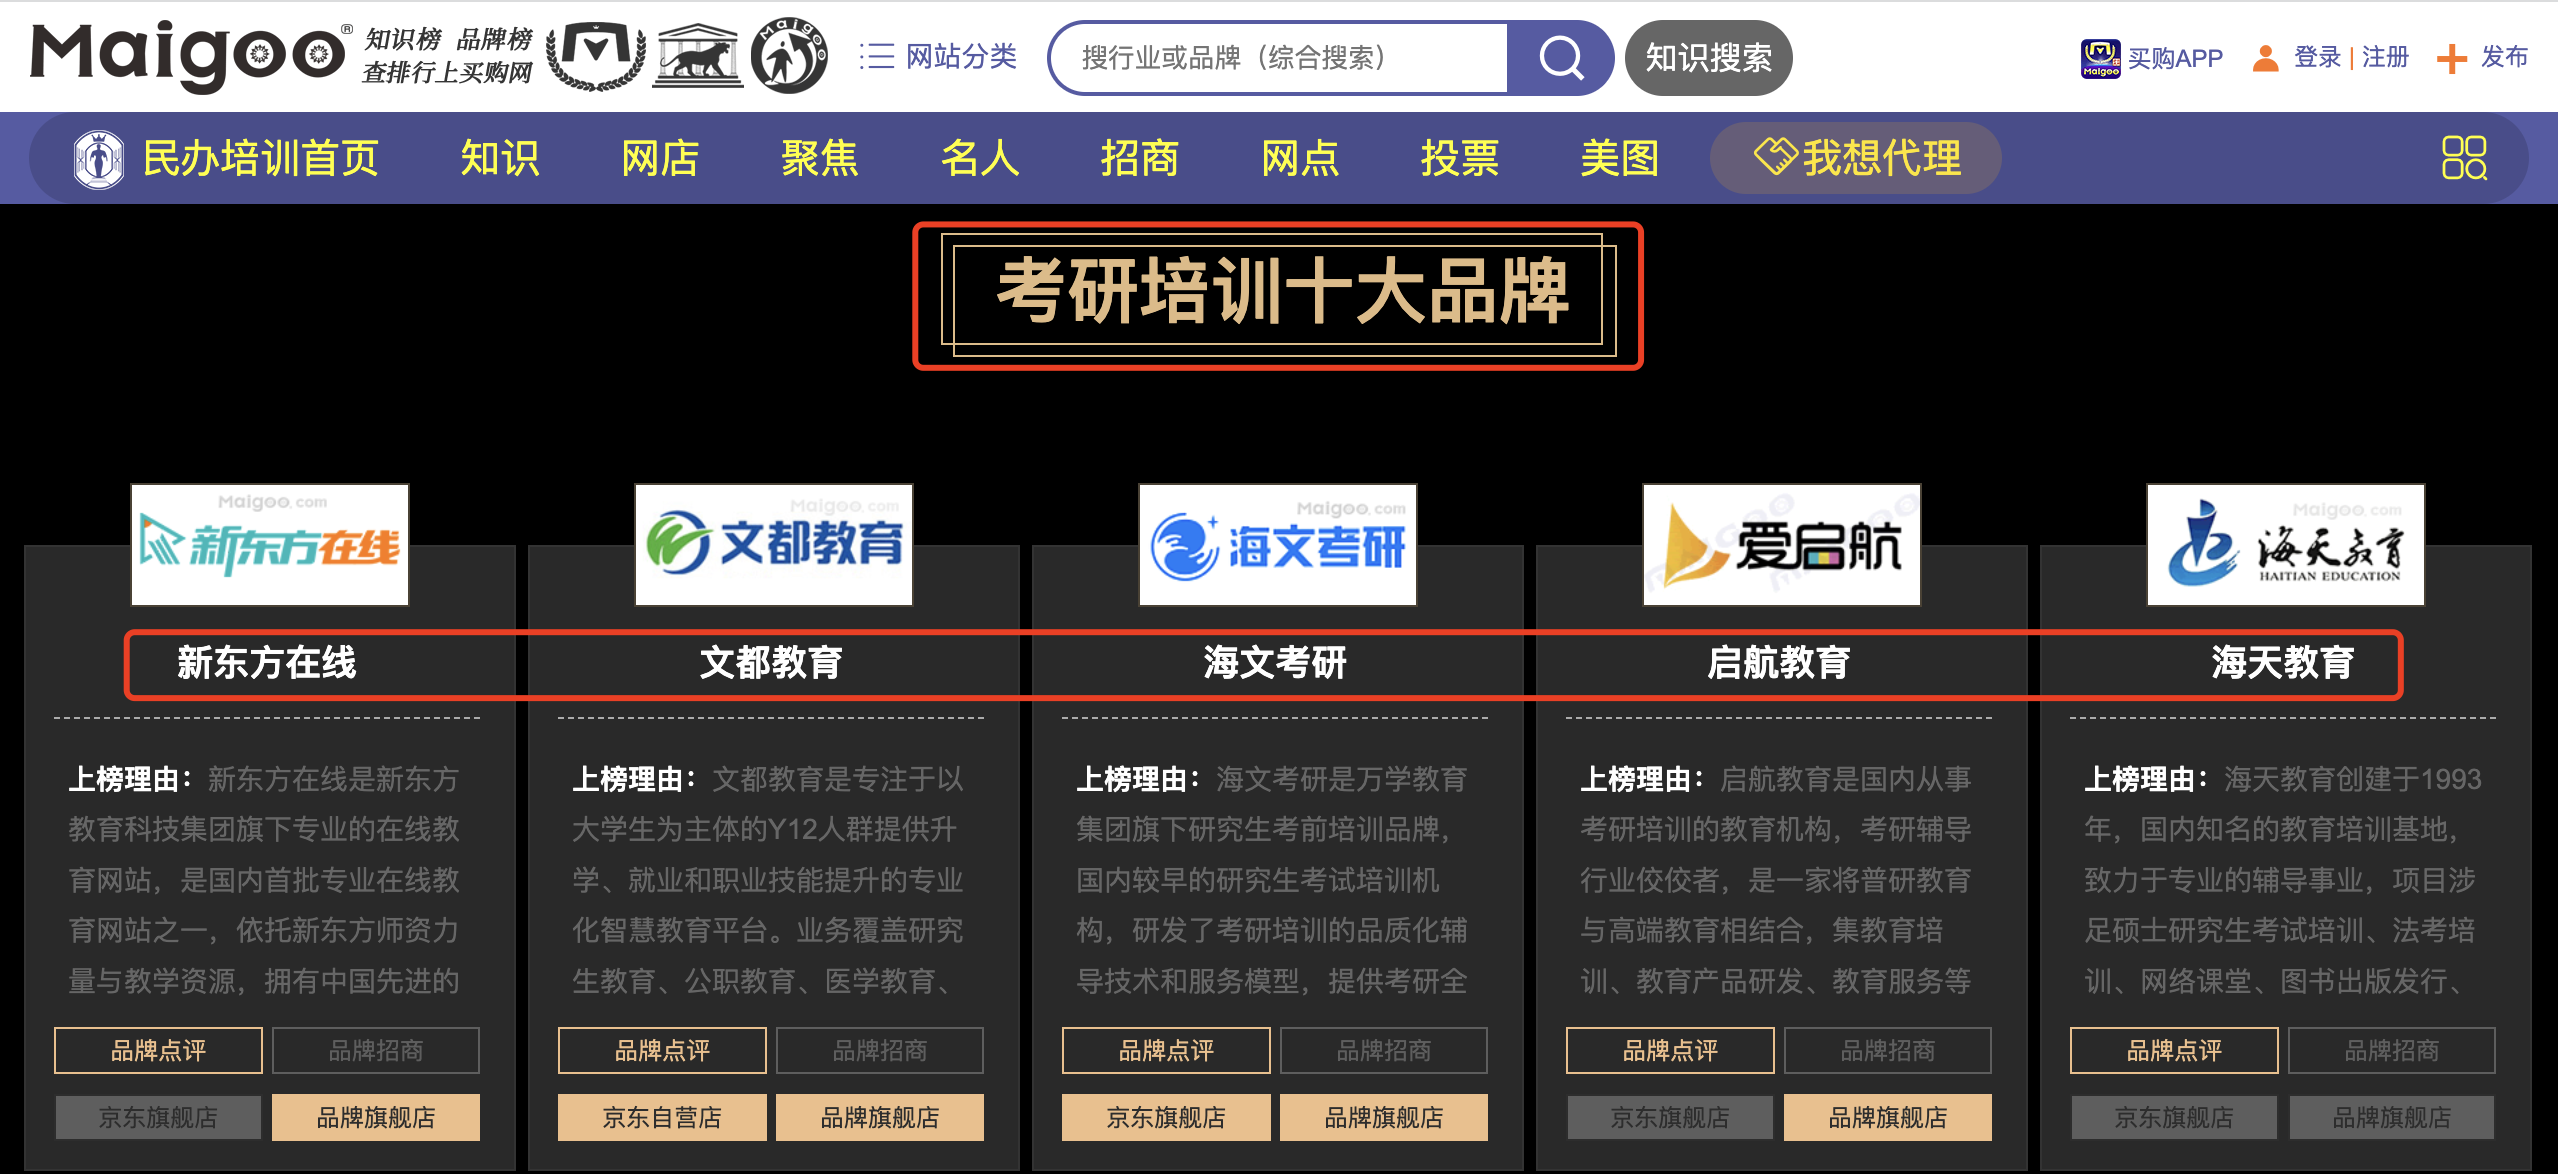 Maigoo®
知识榜 品牌榜
查排行上买购网
Maigoo
网站分类
搜行业或品牌（综合搜索）
知识搜索
Maigoo
买购APP
登录 | 注册
发布
民办培训首页
知识
网店
聚焦
名人
招商
网点
投票
美图
我想代理
考研培训十大品牌
Maigoo.com
新东方在线
新东方在线
上榜理由：新东方在线是新东方
教育科技集团旗下专业的在线教
育网站，是国内首批专业在线教
育网站之一，依托新东方师资力
量与教学资源，拥有中国先进的
品牌点评
品牌招商
京东旗舰店
品牌旗舰店
Maigoo.com
文都教育
文都教育
上榜理由：文都教育是专注于以
大学生为主体的Y12人群提供升
学、就业和职业技能提升的专业
化智慧教育平台。业务覆盖研究
生教育、公职教育、医学教育、
品牌点评
品牌招商
京东自营店
品牌旗舰店
Maigoo.com
海文考研
海文考研
上榜理由：海文考研是万学教育
集团旗下研究生考前培训品牌，
国内较早的研究生考试培训机
构，研发了考研培训的品质化辅
导技术和服务模型，提供考研全
品牌点评
品牌招商
京东旗舰店
品牌旗舰店
爱启航
启航教育
上榜理由：启航教育是国内从事
考研培训的教育机构，考研辅导
行业佼佼者，是一家将普研教育
与高端教育相结合，集教育培
训、教育产品研发、教育服务等
品牌点评
品牌招商
京东旗舰店
品牌旗舰店
Maigoo.com
海天教育
HAITIAN EDUCATION
海天教育
上榜理由：海天教育创建于1993
年，国内知名的教育培训基地，
致力于专业的辅导事业，项目涉
足硕士研究生考试培训、法考培
训、网络课堂、图书出版发行、
品牌点评
品牌招商
京东旗舰店
品牌旗舰店